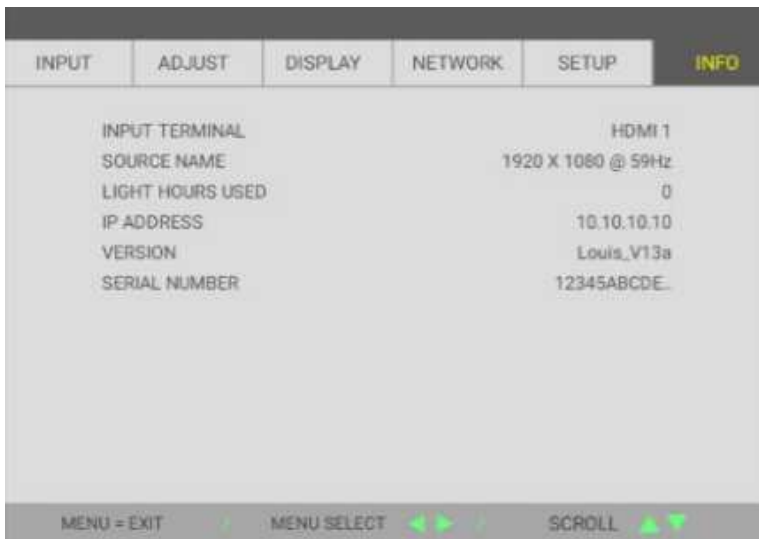 INPUT ADJUST DISPLAY NETWORK SETUP INFO
INPUT TERMINAL HDMI 1
SOURCE NAME 1920 X 1080 @ 59Hz
LIGHT HOURS USED 0
IP ADDRESS 10.10.10.10
VERSION Louis_V13a
SERIAL NUMBER 12345ABCDE..
MENU = EXIT / MENU SELECT ◀ ▶ / SCROLL ▲ ▼